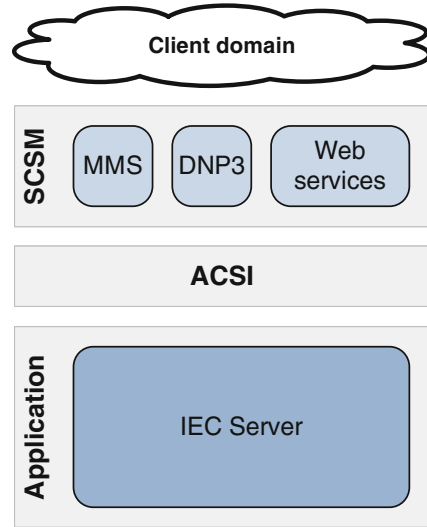 Client domain
SCSM
MMS
DNP3
Web
services
ACSI
Application
IEC Server